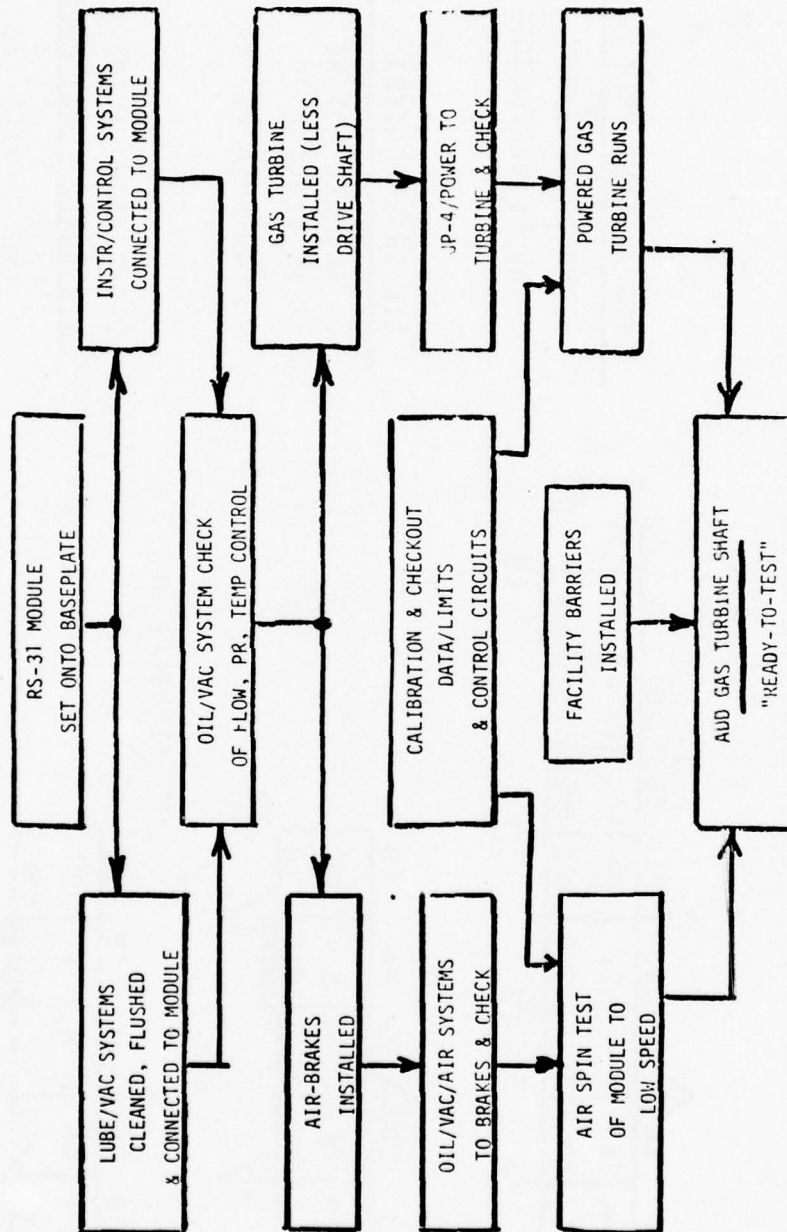 RS-31 MODULE
SET ONTO BASEPLATE
LUBE/VAC SYSTEMS
CLEANED, FLUSHED
& CONNECTED TO MODULE
INSTR/CONTROL SYSTEMS
CONNECTED TO MODULE
OIL/VAC SYSTEM CHECK
OF FLOW, PR, TEMP CONTROL
AIR-BRAKES
INSTALLED
GAS TURBINE
INSTALLED (LESS
DRIVE SHAFT)
OIL/VAC/AIR SYSTEMS
TO BRAKES & CHECK
CALIBRATION & CHECKOUT
DATA/LIMITS
& CONTROL CIRCUITS
JP-4/POWER TO
TURBINE & CHECK
AIR SPIN TEST
OF MODULE TO
LOW SPEED
FACILITY BARRIERS
INSTALLED
POWERED GAS
TURBINE RUNS
ADD GAS TURBINE SHAFT
"READY-TO-TEST"